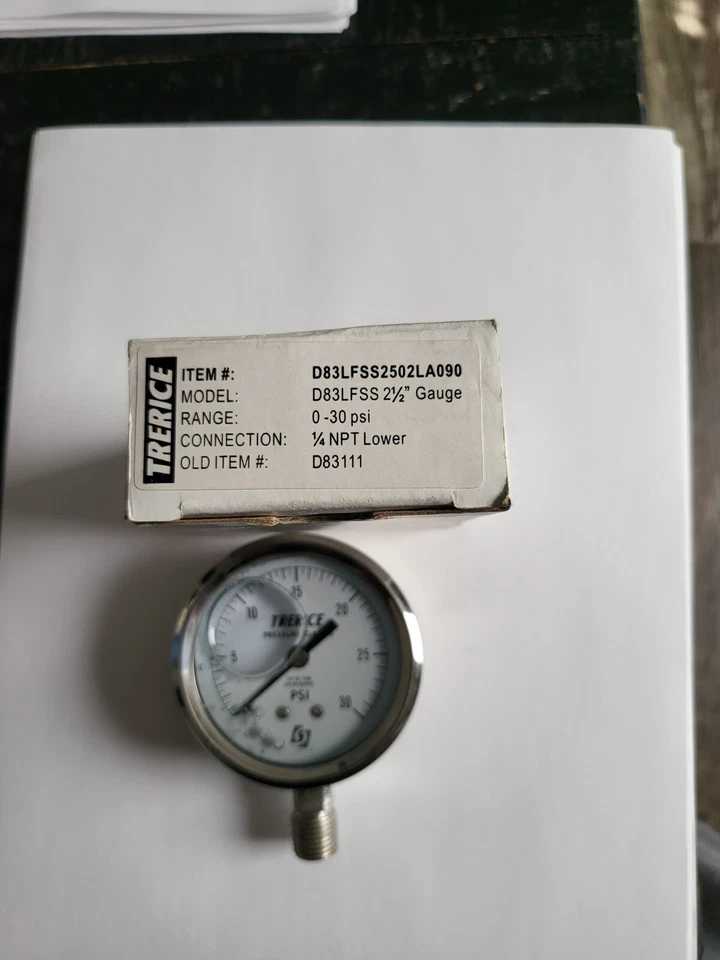 TRERICE
ITEM #: D83LFSS2502LA090
MODEL: D83LFSS 2½" Gauge
RANGE: 0-30 psi
CONNECTION: ¼ NPT Lower
OLD ITEM #: D83111
15
10
20
TRERICE
PRESSURE
5
25
PSI
30